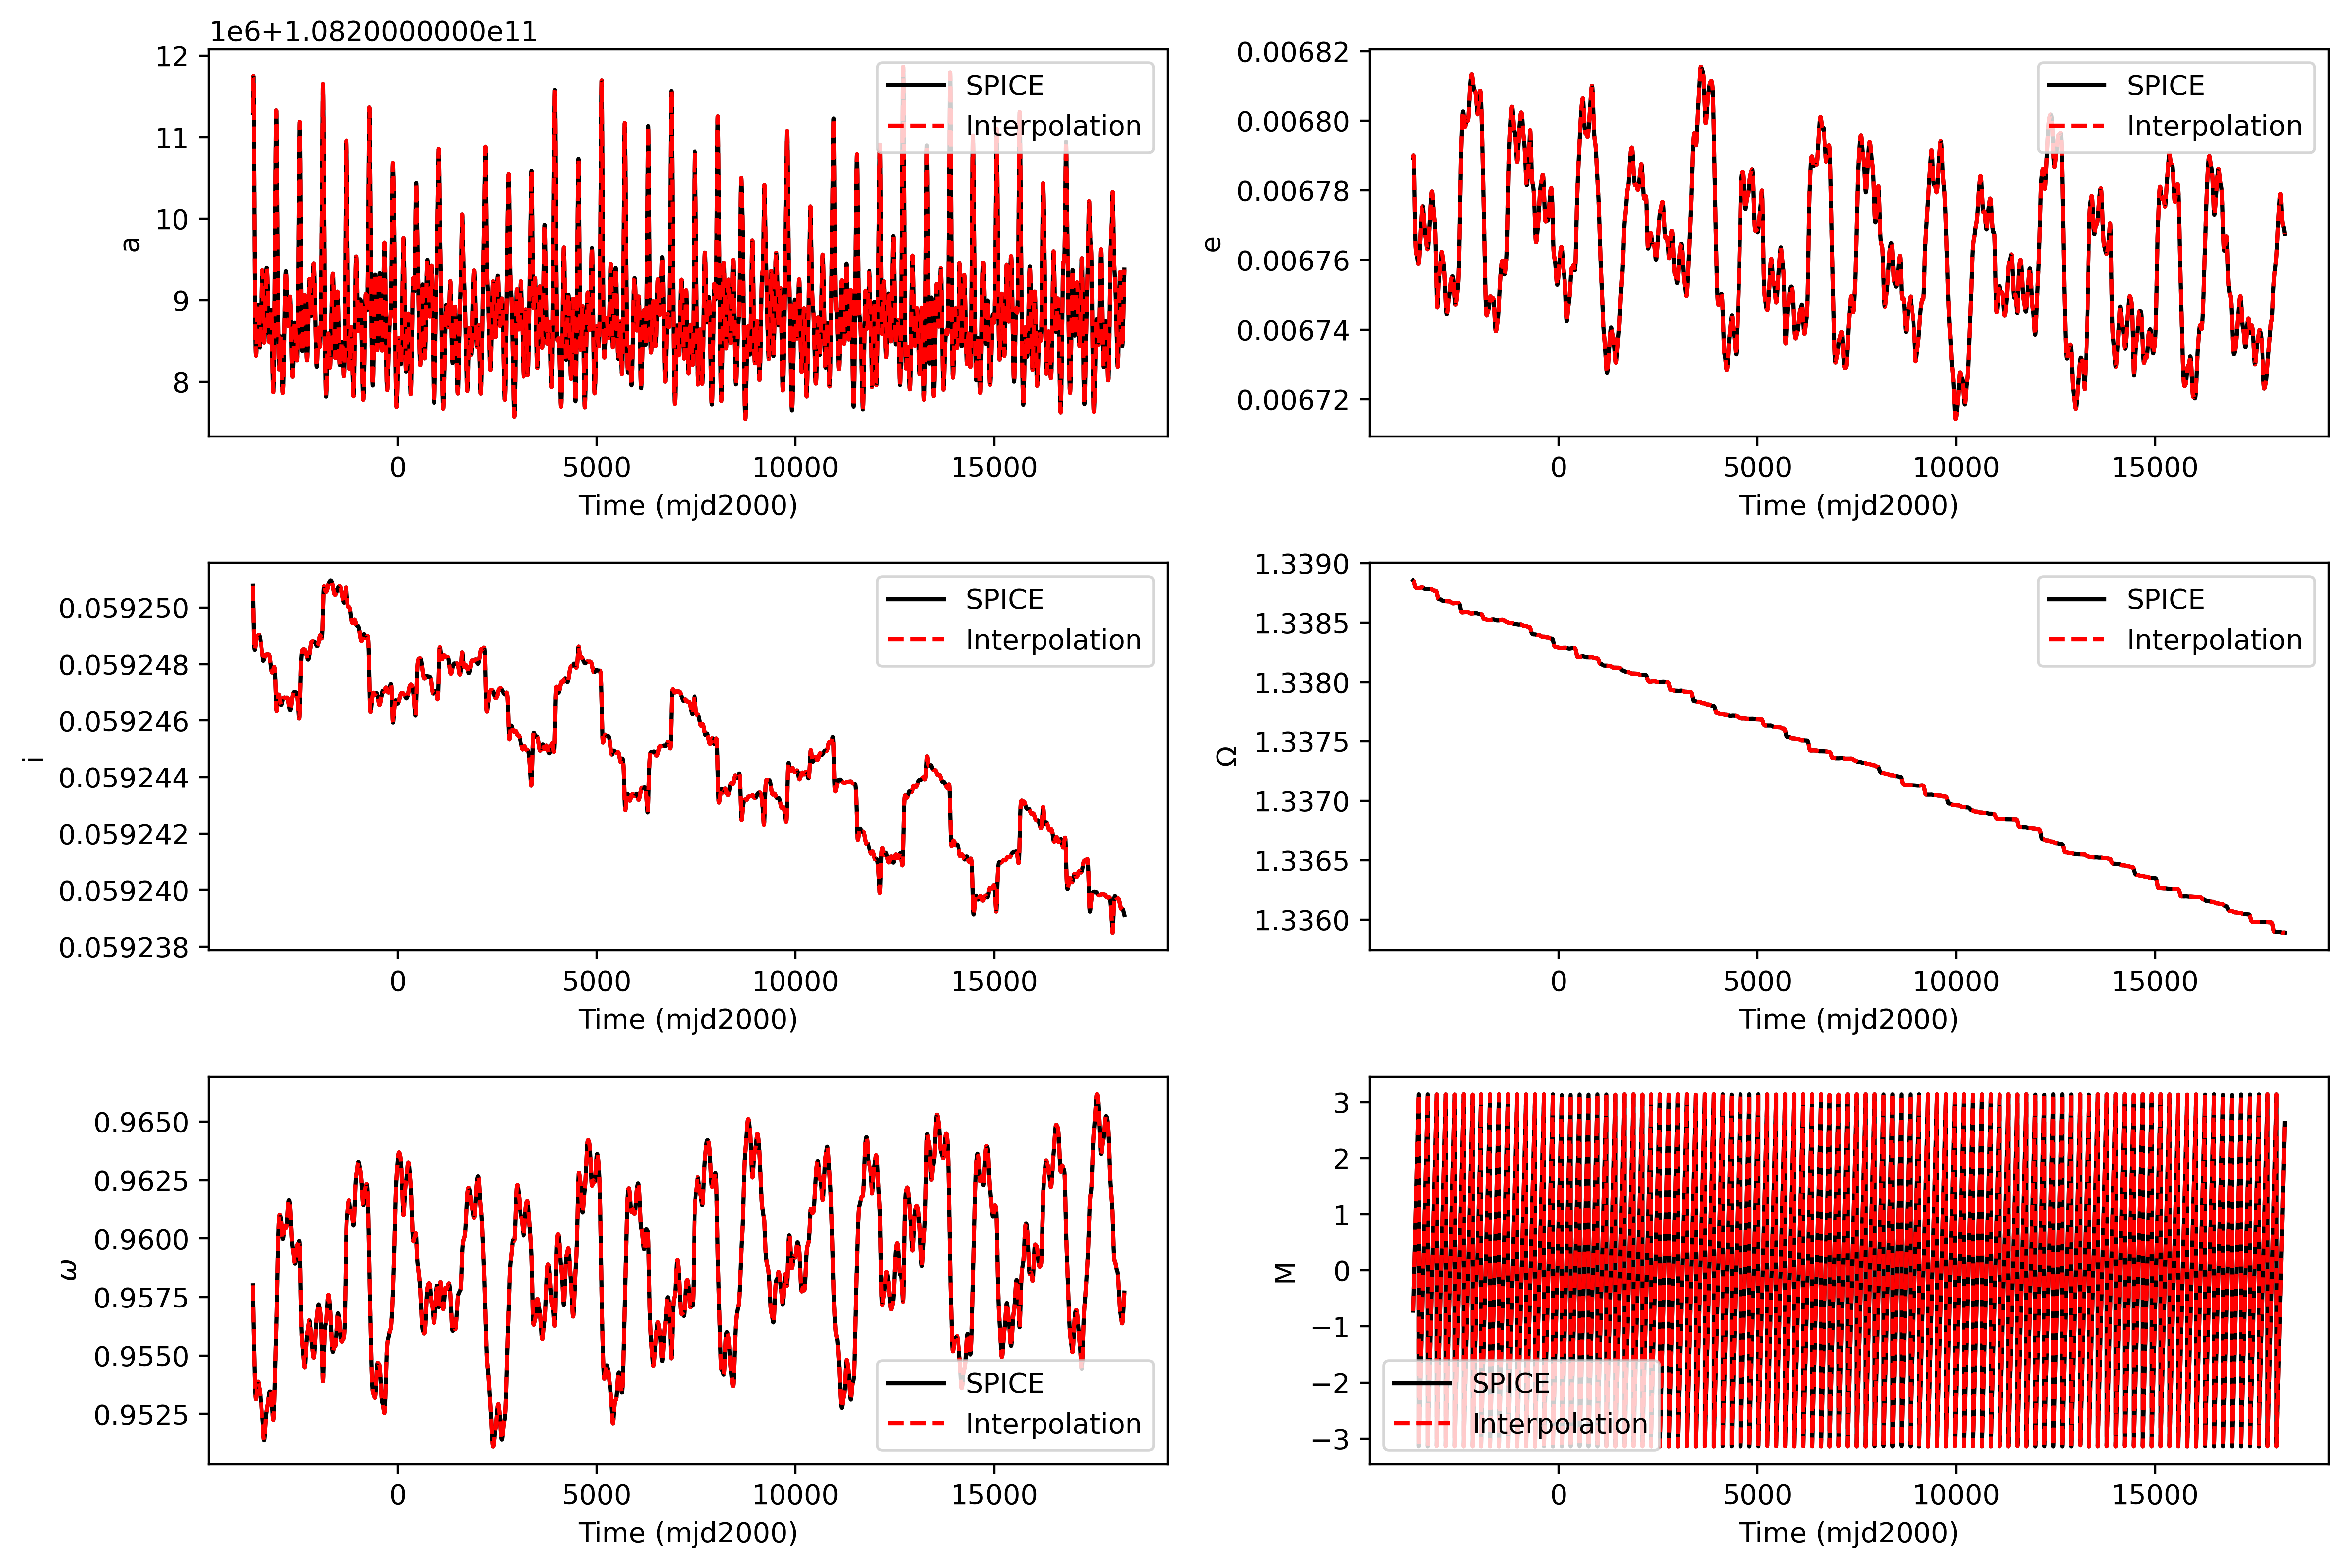 1e6+1.0820000000e11
12
11
10
9
8
a
0
5000
10000
15000
Time (mjd2000)
SPICE
Interpolation
0.00682
0.00680
0.00678
0.00676
0.00674
0.00672
e
0
5000
10000
15000
Time (mjd2000)
SPICE
Interpolation
0.059250
0.059248
0.059246
0.059244
0.059242
0.059240
0.059238
i
0
5000
10000
15000
Time (mjd2000)
SPICE
Interpolation
1.3390
1.3385
1.3380
1.3375
1.3370
1.3365
1.3360
Ω
0
5000
10000
15000
Time (mjd2000)
SPICE
Interpolation
0.9650
0.9625
0.9600
0.9575
0.9550
0.9525
ω
0
5000
10000
15000
Time (mjd2000)
SPICE
Interpolation
3
2
1
0
−1
−2
−3
M
0
5000
10000
15000
Time (mjd2000)
SPICE
Interpolation